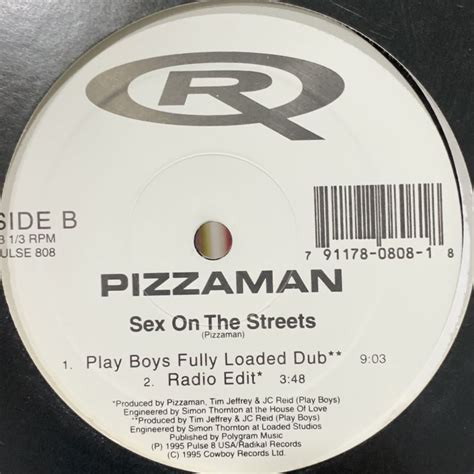 R
SIDE B
3 1/3 RPM
ULSE 808
7 91178-0808-1 8
PIZZAMAN
Sex On The Streets
(Pizzaman)
1. Play Boys Fully Loaded Dub** 9:03
2. Radio Edit* 3:48
*Produced by Pizzaman, Tim Jeffrey & JC Reid (Play Boys)
Engineered by Simon Thornton at the House Of Love
**Produced by Tim Jeffrey & JC Reid (Play Boys)
Engineered by Simon Thornton at Loaded Studios
Published by Polygram Music
(P) 1995 Pulse 8 USA/Radikal Records
(C) 1995 Cowboy Records Ltd.